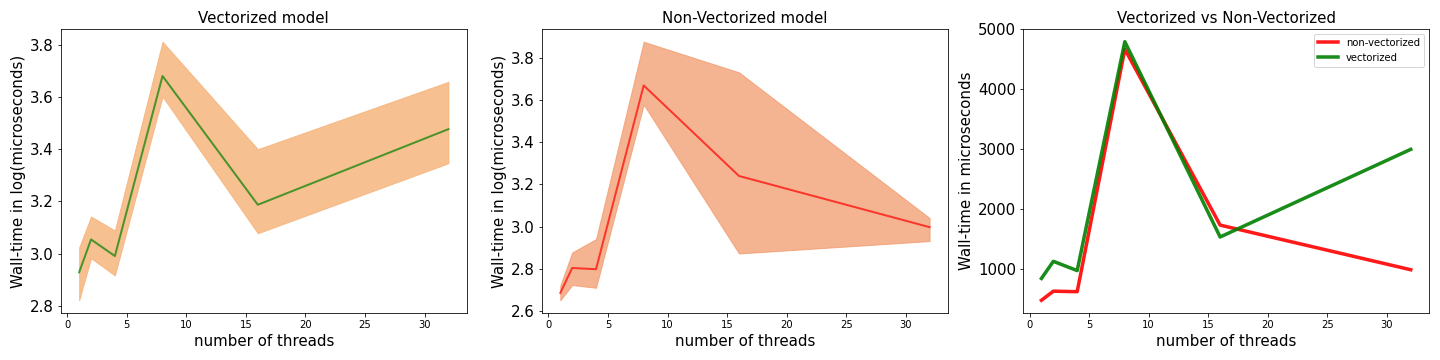 Vectorized model
Wall-time in log(microseconds)
3.8
3.6
3.4
3.2
3.0
2.8
0 5 10 15 20 25 30
number of threads
Non-Vectorized model
Wall-time in log(microseconds)
3.8
3.6
3.4
3.2
3.0
2.8
2.6
0 5 10 15 20 25 30
number of threads
Vectorized vs Non-Vectorized
Wall-time in microseconds
5000
4000
3000
2000
1000
0 5 10 15 20 25 30
number of threads
non-vectorized
vectorized